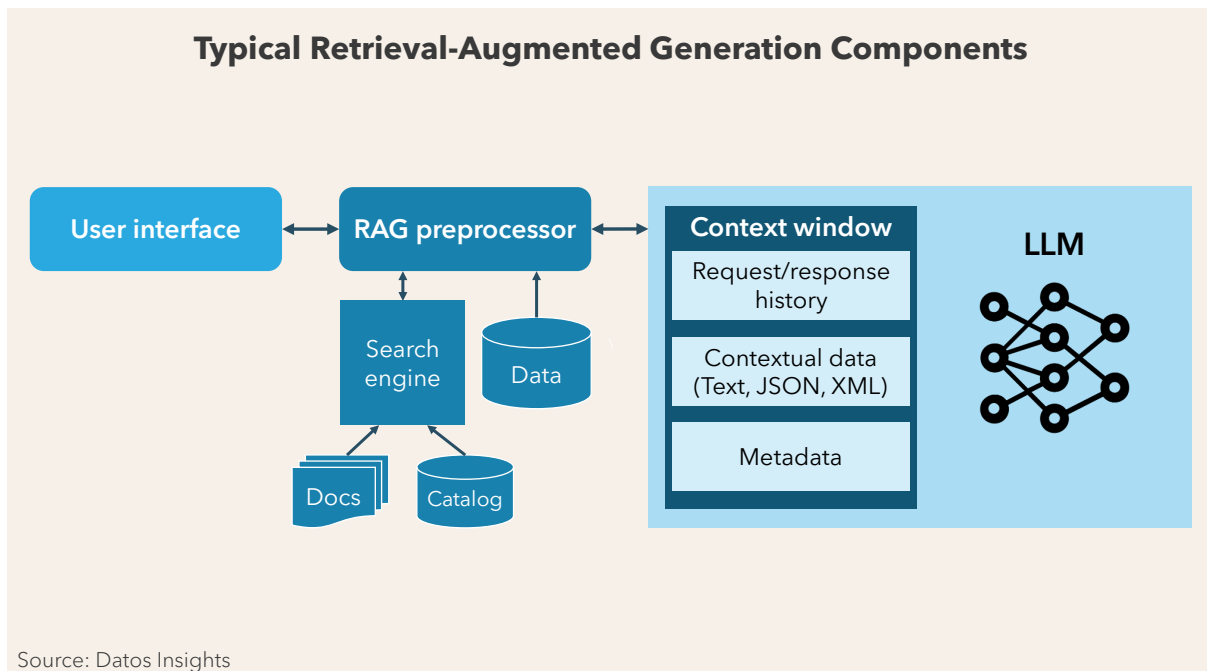 Typical Retrieval-Augmented Generation Components
User interface
RAG preprocessor
Search
engine
Data
Docs
Catalog
Context window
Request/response
history
Contextual data
(Text, JSON, XML)
Metadata
LLM
Source: Datos Insights